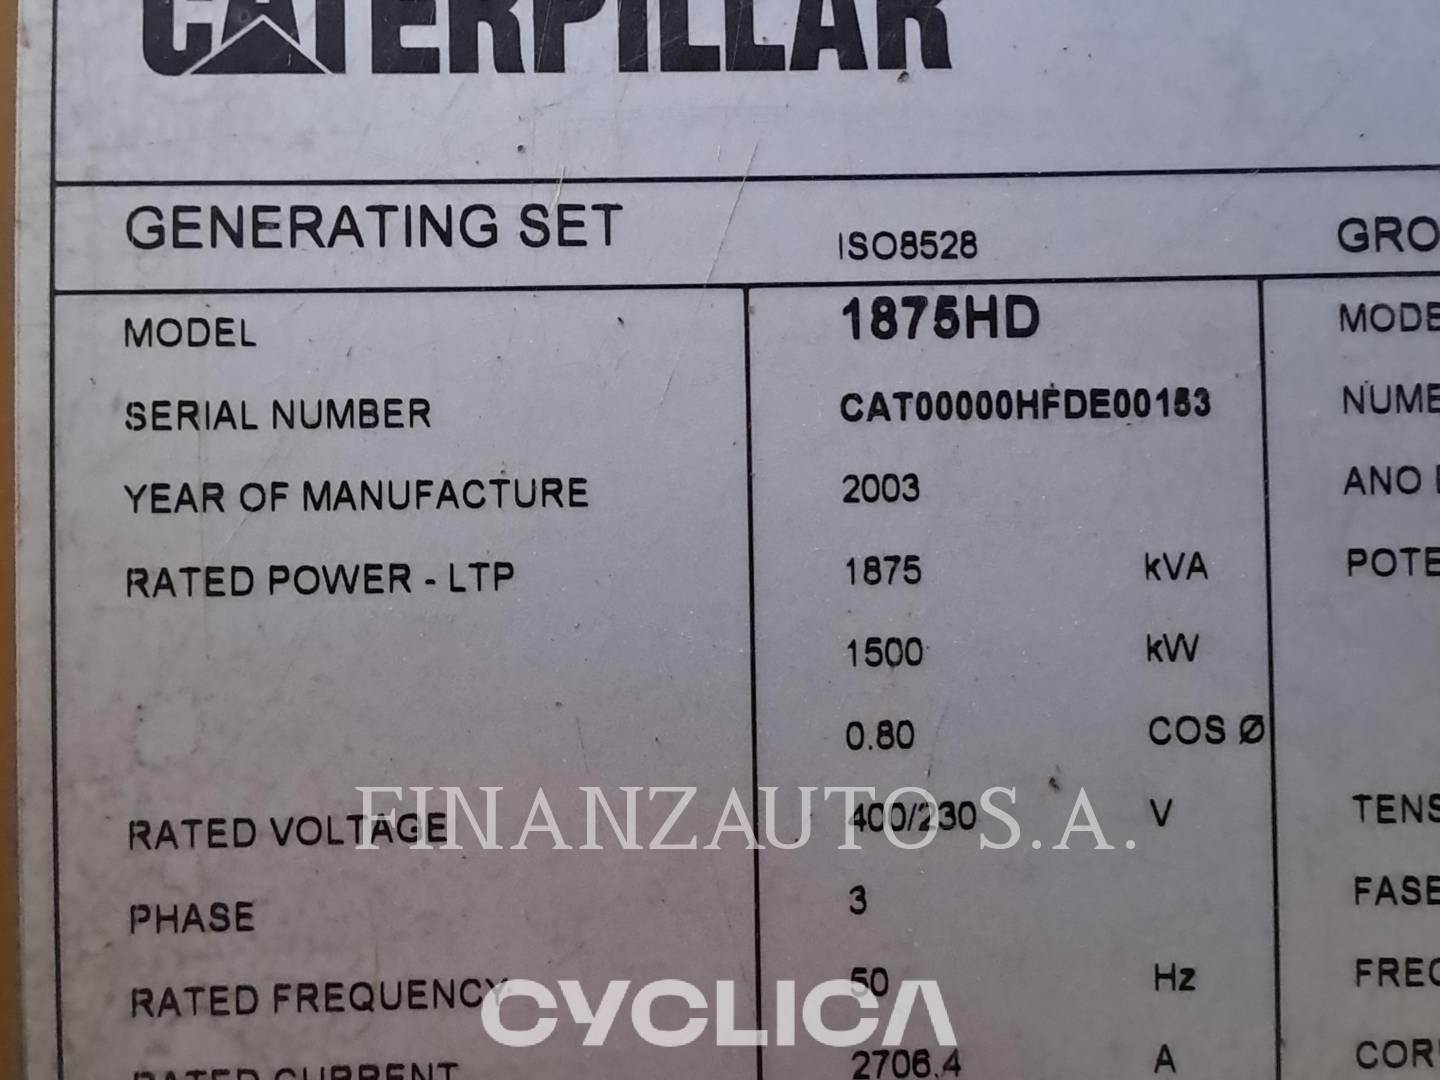 CATERPILLAR
GENERATING SET ISO8528 GRO
MODEL 1875HD MODE
SERIAL NUMBER CAT00000HFDE00153 NUME
YEAR OF MANUFACTURE 2003 ANO
RATED POWER - LTP 1875 kVA POTE
1500 kW
0.80 COS Ø
RATED VOLTAGE 400/230 V TENS
FINANZAUTO S.A.
PHASE 3 FASE
RATED FREQUENCY 50 Hz FREC
CYCLICA
RATED CURRENT 2706.4 A COR